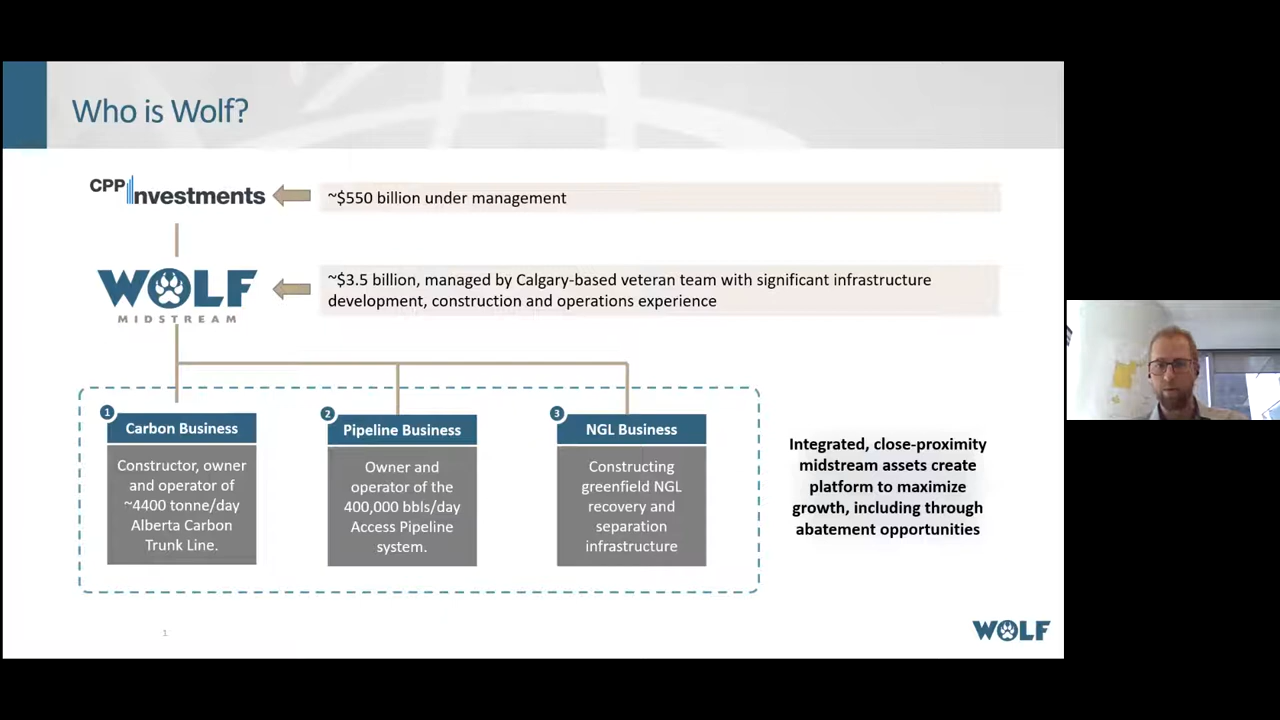 Who is Wolf?
CPP Investments
~$550 billion under management
WOLF
MIDSTREAM
~$3.5 billion, managed by Calgary-based veteran team with significant infrastructure
development, construction and operations experience
1
Carbon Business
Constructor, owner
and operator of
~4400 tonne/day
Alberta Carbon
Trunk Line.
2
Pipeline Business
Owner and
operator of the
400,000 bbls/day
Access Pipeline
system.
3
NGL Business
Constructing
greenfield NGL
recovery and
separation
infrastructure
Integrated, close-proximity
midstream assets create
platform to maximize
growth, including through
abatement opportunities
1
WOLF